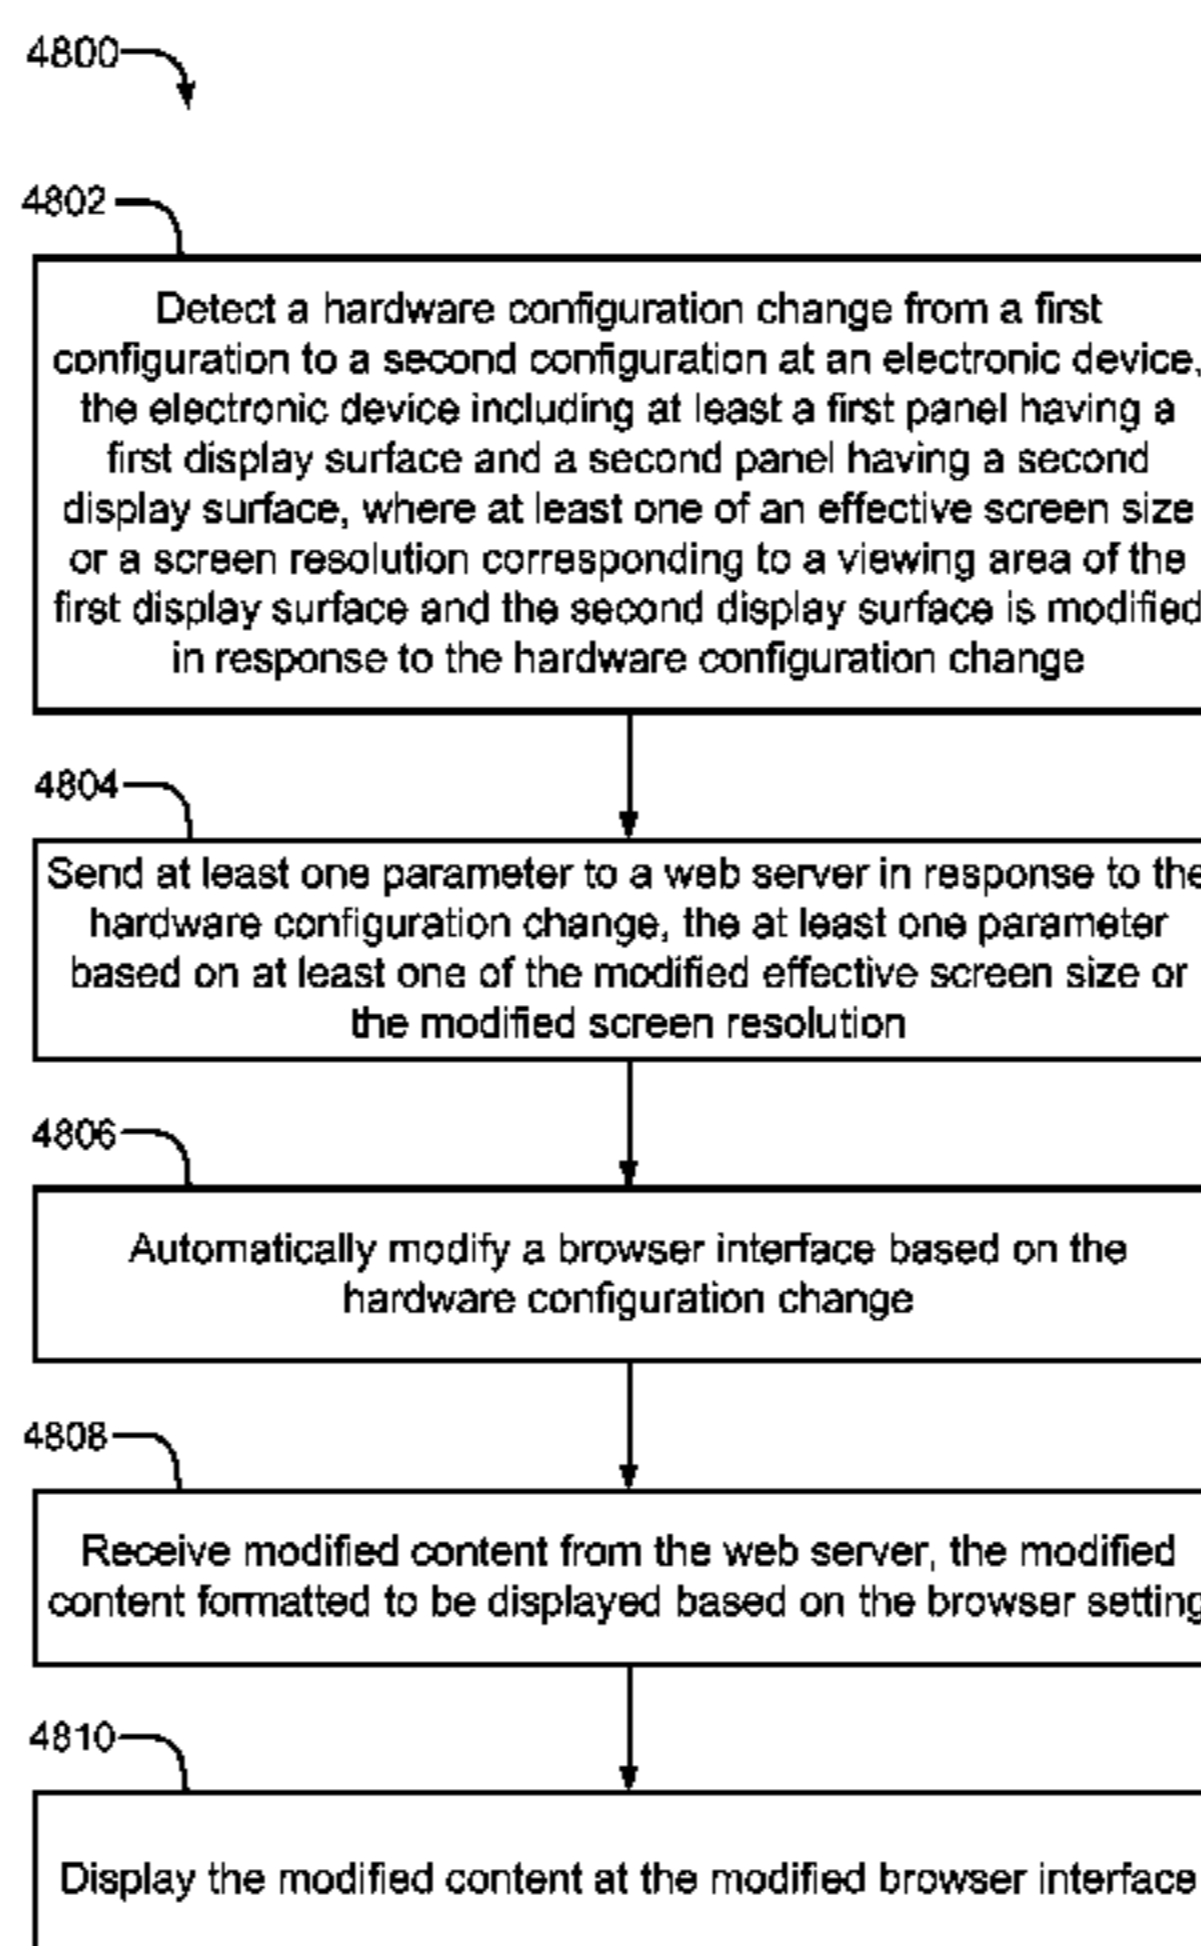 4800
4802
Detect a hardware configuration change from a first
configuration to a second configuration at an electronic device,
the electronic device including at least a first panel having a
first display surface and a second panel having a second
display surface, where at least one of an effective screen size
or a screen resolution corresponding to a viewing area of the
first display surface and the second display surface is modified
in response to the hardware configuration change
4804
Send at least one parameter to a web server in response to the
hardware configuration change, the at least one parameter
based on at least one of the modified effective screen size or
the modified screen resolution
4806
Automatically modify a browser interface based on the
hardware configuration change
4808
Receive modified content from the web server, the modified
content formatted to be displayed based on the browser setting
4810
Display the modified content at the modified browser interface